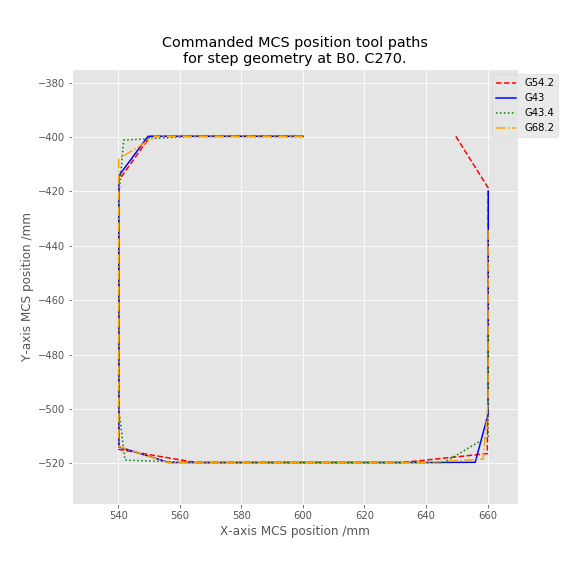 Commanded MCS position tool paths
for step geometry at B0. C270.
G54.2
G43
G43.4
G68.2
−380
−400
−420
−440
−460
−480
−500
−520
Y-axis MCS position /mm
540
560
580
600
620
640
660
X-axis MCS position /mm